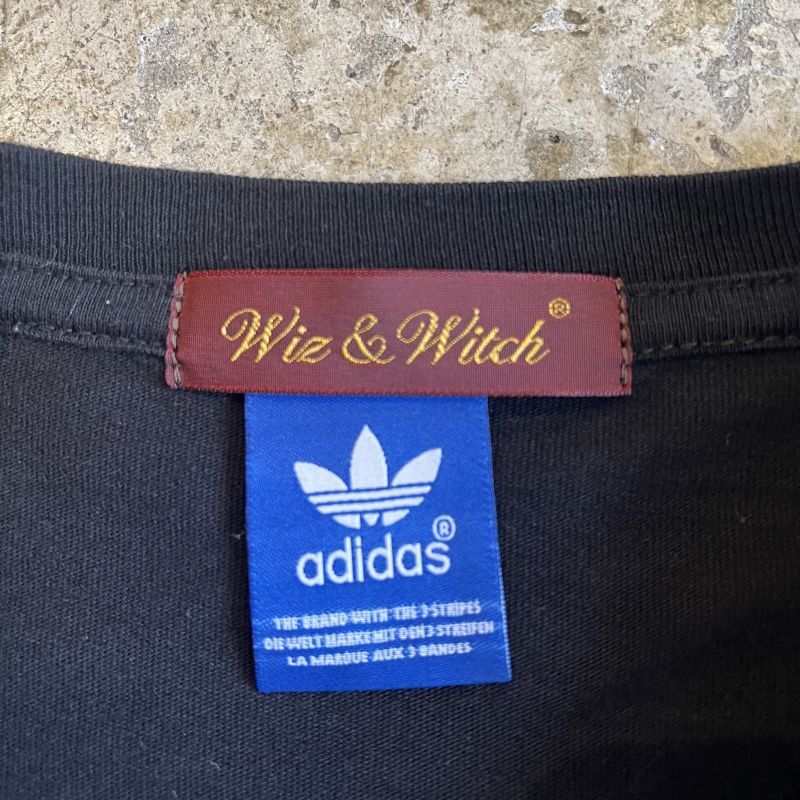 Wiz & Witch®
adidas®
THE BRAND WITH THE 3 STRIPES
DIE WELT MARKE MIT DEN 3 STREIFEN
LA MARQUE AUX 3 BANDES